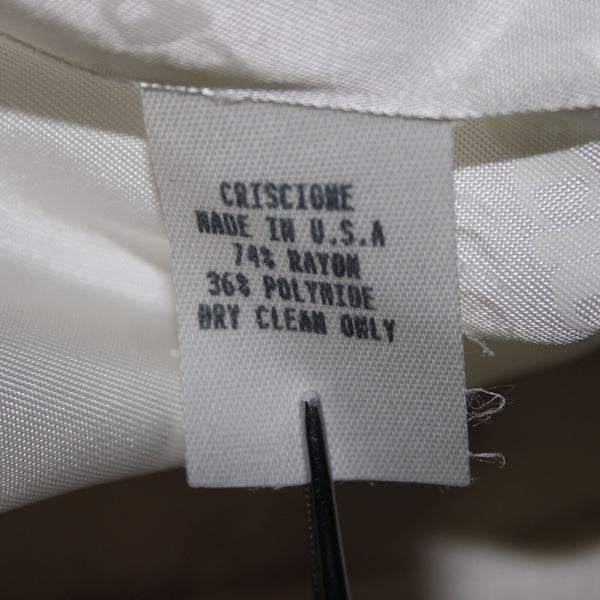 CRISCIONE
MADE IN U.S.A
74% RAYON
36% POLYMIDE
DRY CLEAN ONLY